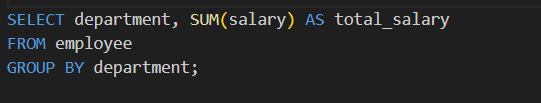 SELECT department, SUM(salary) AS total_salary
FROM employee
GROUP BY department;